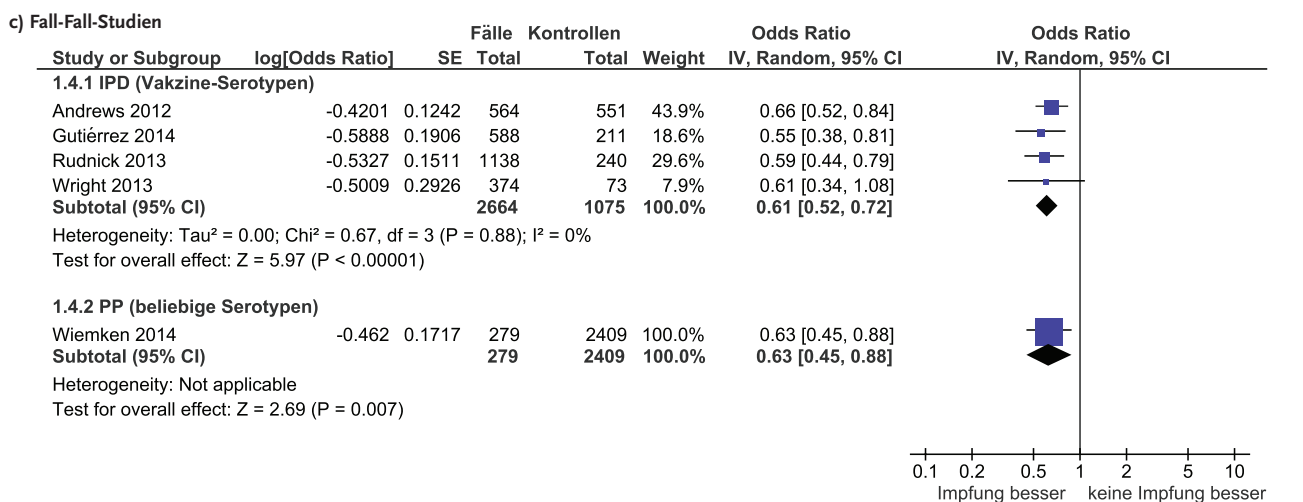 c) Fall-Fall-Studien
Fälle Kontrollen Odds Ratio Odds Ratio
Study or Subgroup log[Odds Ratio] SE Total Total Weight IV, Random, 95% CI IV, Random, 95% CI
1.4.1 IPD (Vakzine-Serotypen)
Andrews 2012 -0.4201 0.1242 564 551 43.9% 0.66 [0.52, 0.84]
Gutiérrez 2014 -0.5888 0.1906 588 211 18.6% 0.55 [0.38, 0.81]
Rudnick 2013 -0.5327 0.1511 1138 240 29.6% 0.59 [0.44, 0.79]
Wright 2013 -0.5009 0.2926 374 73 7.9% 0.61 [0.34, 1.08]
Subtotal (95% CI) 2664 1075 100.0% 0.61 [0.52, 0.72]
Heterogeneity: Tau² = 0.00; Chi² = 0.67, df = 3 (P = 0.88); I² = 0%
Test for overall effect: Z = 5.97 (P < 0.00001)
1.4.2 PP (beliebige Serotypen)
Wiemken 2014 -0.462 0.1717 279 2409 100.0% 0.63 [0.45, 0.88]
Subtotal (95% CI) 279 2409 100.0% 0.63 [0.45, 0.88]
Heterogeneity: Not applicable
Test for overall effect: Z = 2.69 (P = 0.007)
0.1 0.2 0.5 1 2 5 10
Impfung besser keine Impfung besser